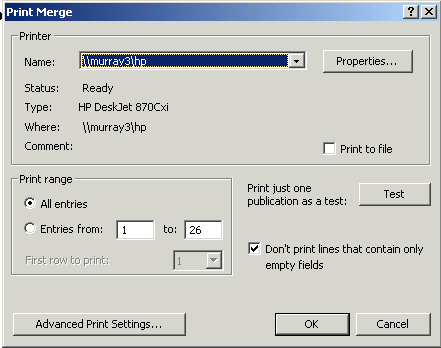 Print Merge
Printer
Name: \\murray3\hp Properties...
Status: Ready
Type: HP DeskJet 870Cxi
Where: \\murray3\hp
Comment: Print to file
Print range
All entries
Entries from: 1 to: 26
First row to print: 1
Print just one
publication as a test: Test
Don't print lines that contain only
empty fields
Advanced Print Settings... OK Cancel